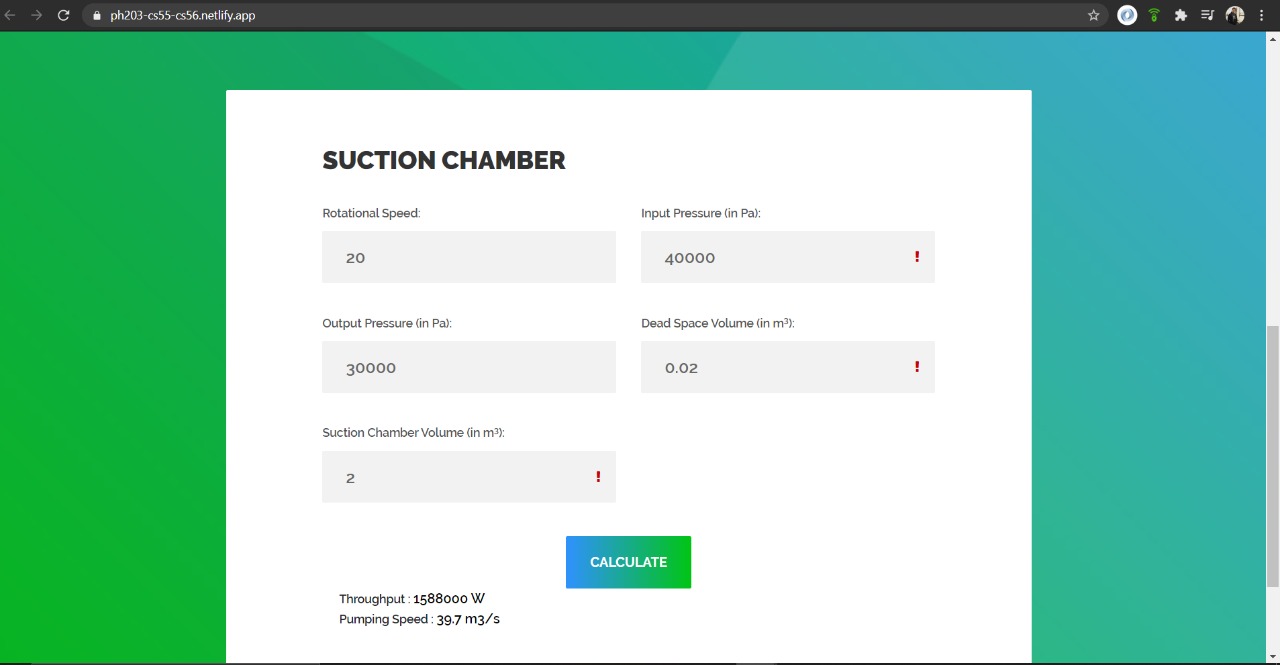 ph203-cs55-cs56.netlify.app
SUCTION CHAMBER
Rotational Speed:
20
Input Pressure (in Pa):
40000
!
Output Pressure (in Pa):
30000
Dead Space Volume (in m³):
0.02
!
Suction Chamber Volume (in m³):
2
!
CALCULATE
Throughput : 1588000 W
Pumping Speed : 39,7 m3/s